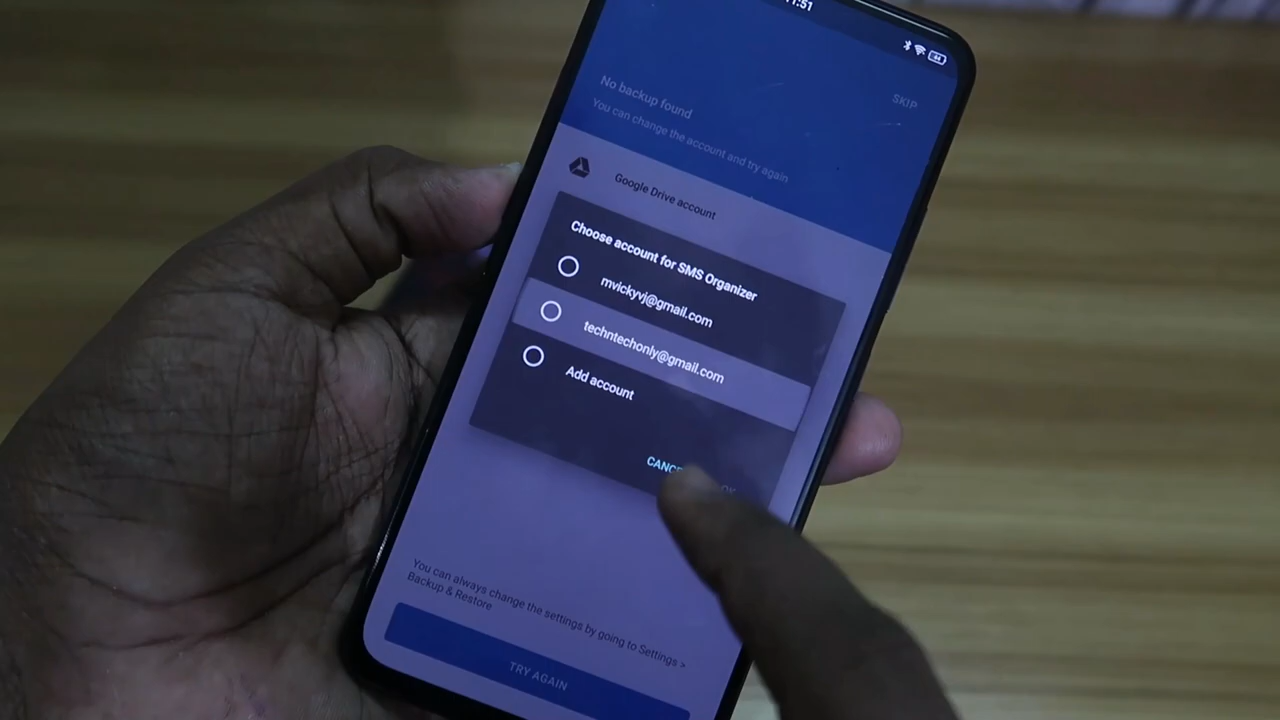 SKIP
No backup found
You can change the account and try again
Google Drive account
Choose account for SMS Organizer
mvickyvj@gmail.com
techntechonly@gmail.com
Add account
OK
You can always change the settings by going to Settings >
Backup & Restore
TRY AGAIN